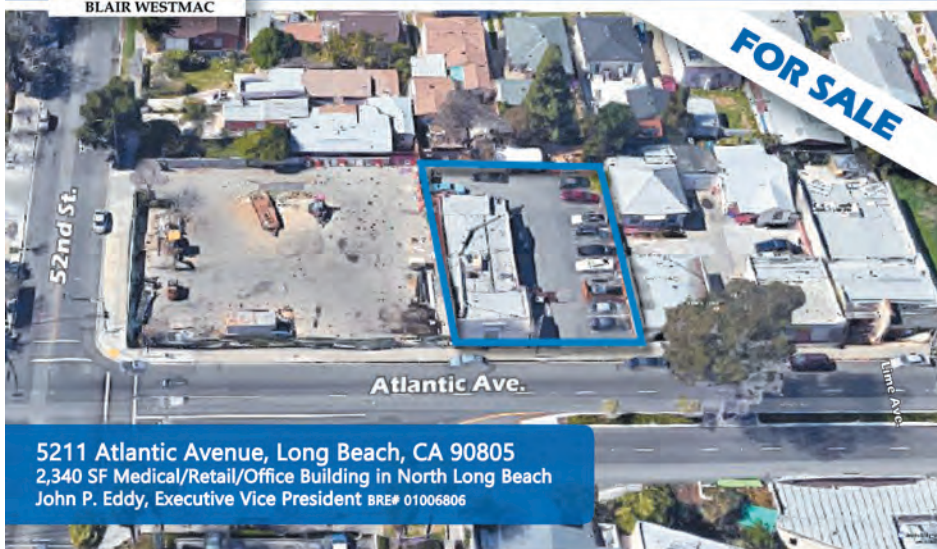 BLAIR WESTMAC
FOR SALE
52nd St.
Atlantic Ave.
Lime Ave.
5211 Atlantic Avenue, Long Beach, CA 90805
2,340 SF Medical/Retail/Office Building in North Long Beach
John P. Eddy, Executive Vice President BRE# 01006806